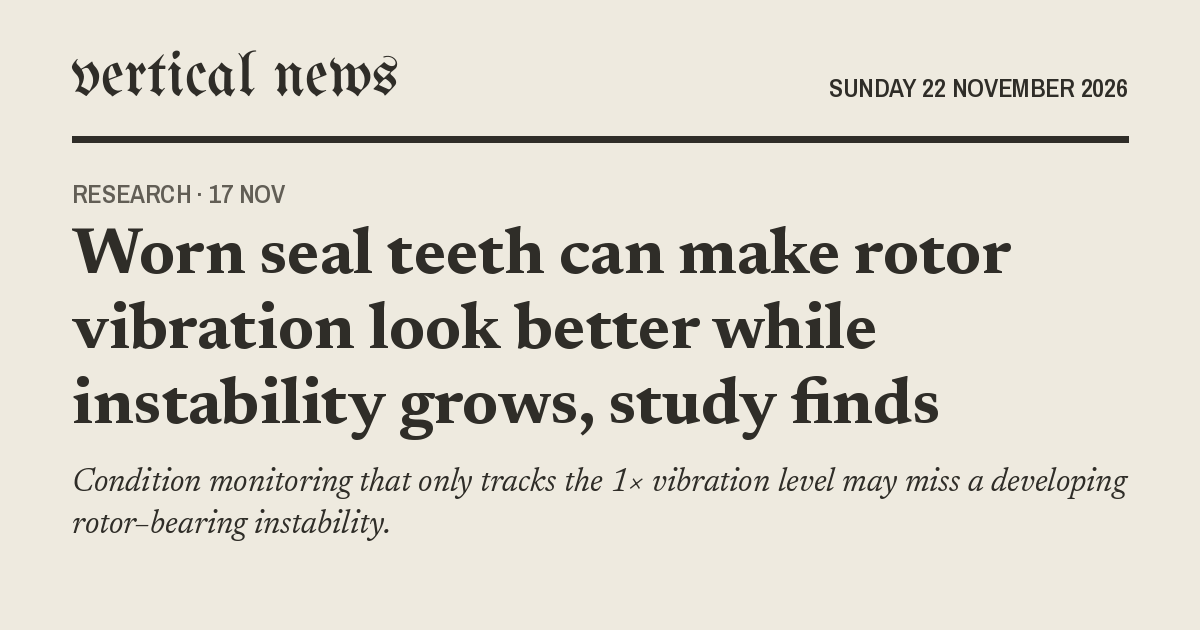 vertical news
SUNDAY 22 NOVEMBER 2026
RESEARCH · 17 NOV
Worn seal teeth can make rotor
vibration look better while
instability grows, study finds
Condition monitoring that only tracks the 1× vibration level may miss a developing
rotor–bearing instability.